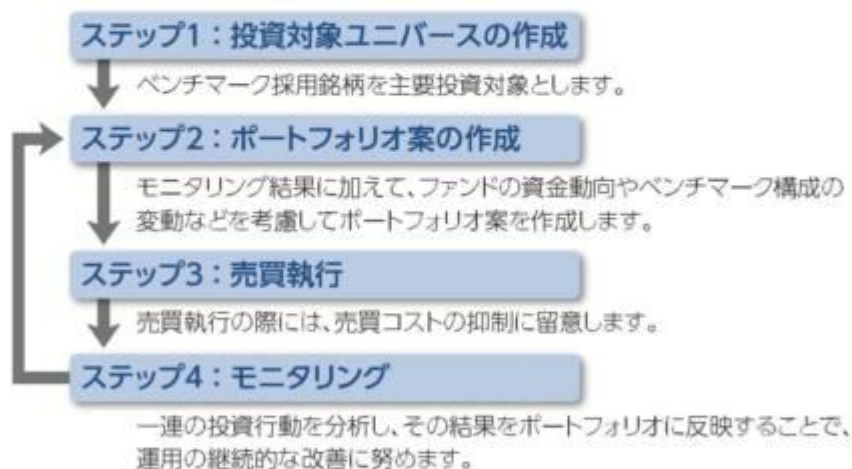 ステップ1：投資対象ユニバースの作成
ベンチマーク採用銘柄を主要投資対象とします。
ステップ2：ポートフォリオ案の作成
モニタリング結果に加えて、ファンドの資金動向やベンチマーク構成の
変動などを考慮してポートフォリオ案を作成します。
ステップ3：売買執行
売買執行の際には、売買コストの抑制に留意します。
ステップ4：モニタリング
一連の投資行動を分析し、その結果をポートフォリオに反映することで、
運用の継続的な改善に努めます。